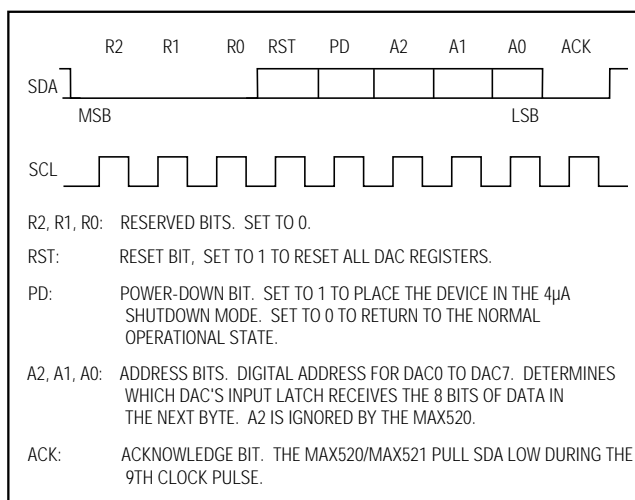 R2 R1 R0 RST PD A2 A1 A0 ACK
SDA
MSB LSB
SCL
R2, R1, R0: RESERVED BITS. SET TO 0.
RST: RESET BIT, SET TO 1 TO RESET ALL DAC REGISTERS.
PD: POWER-DOWN BIT. SET TO 1 TO PLACE THE DEVICE IN THE 4µA
SHUTDOWN MODE. SET TO 0 TO RETURN TO THE NORMAL
OPERATIONAL STATE.
A2, A1, A0: ADDRESS BITS. DIGITAL ADDRESS FOR DAC0 TO DAC7. DETERMINES
WHICH DAC'S INPUT LATCH RECEIVES THE 8 BITS OF DATA IN
THE NEXT BYTE. A2 IS IGNORED BY THE MAX520.
ACK: ACKNOWLEDGE BIT. THE MAX520/MAX521 PULL SDA LOW DURING THE
9TH CLOCK PULSE.